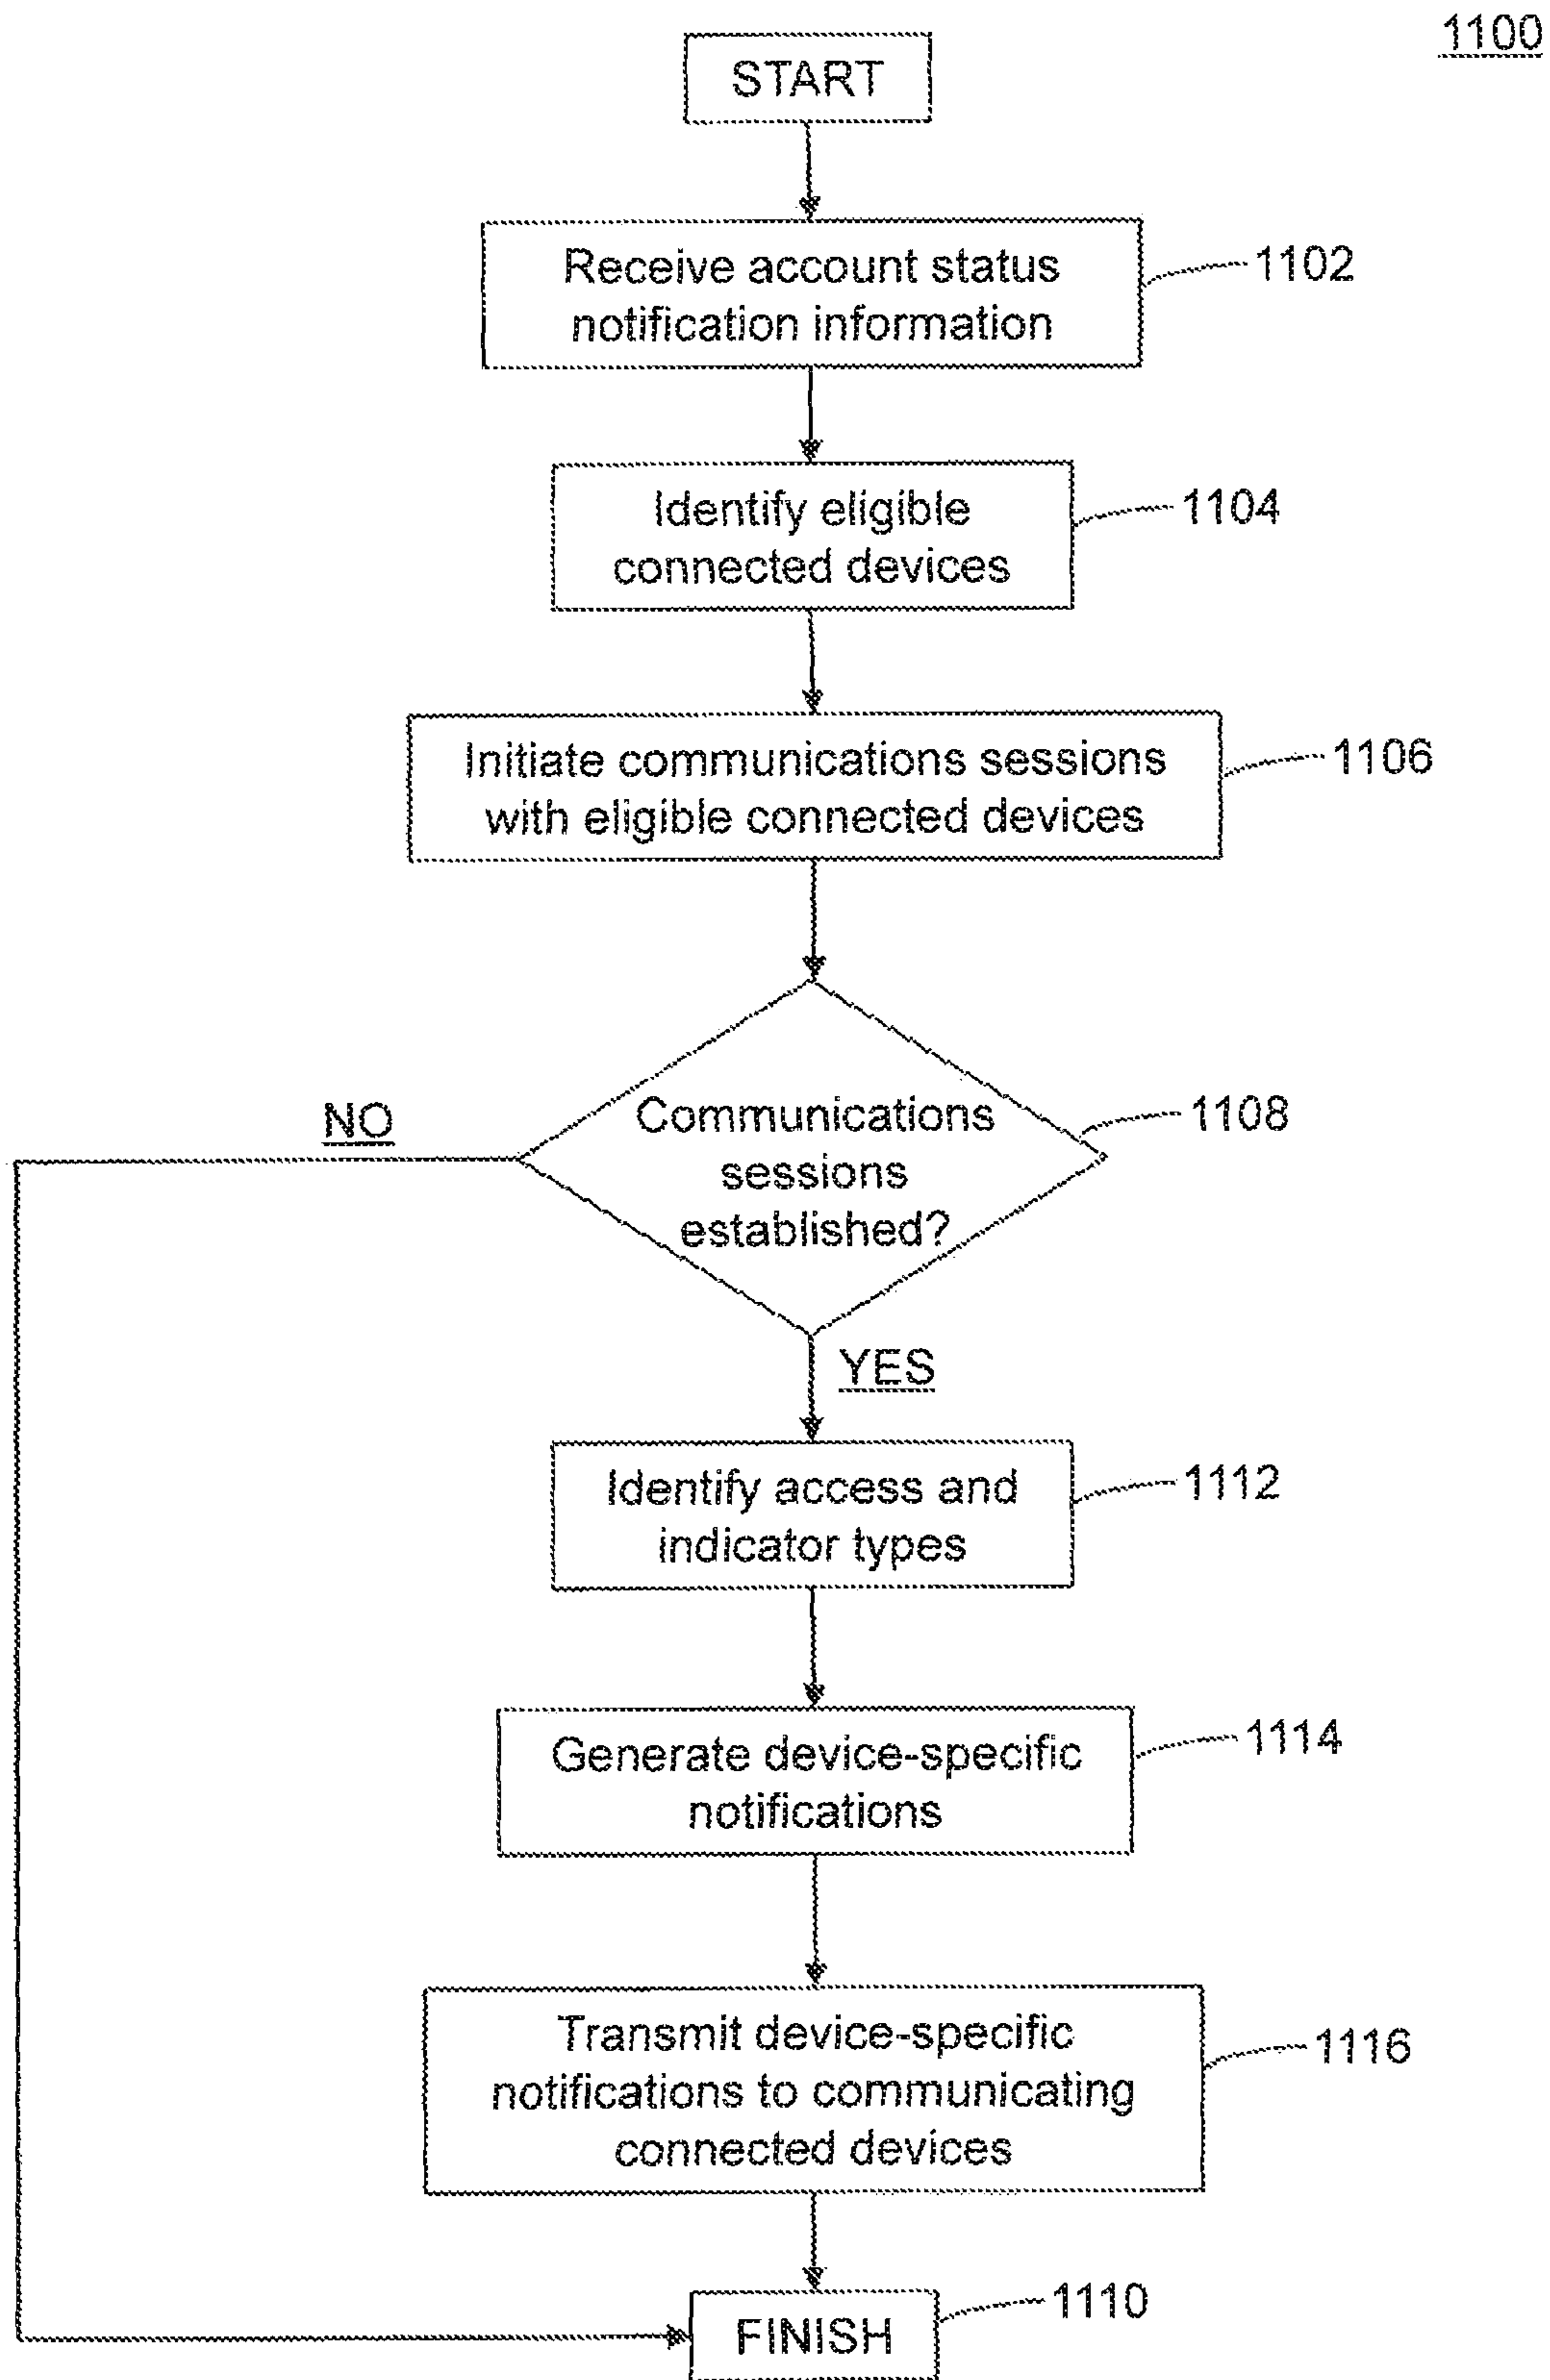 1100
START
Receive account status
notification information
1102
Identify eligible
connected devices
1104
Initiate communications sessions
with eligible connected devices
1106
Communications
sessions
established?
1108
NO
YES
Identify access and
indicator types
1112
Generate device-specific
notifications
1114
Transmit device-specific
notifications to communicating
connected devices
1116
FINISH
1110